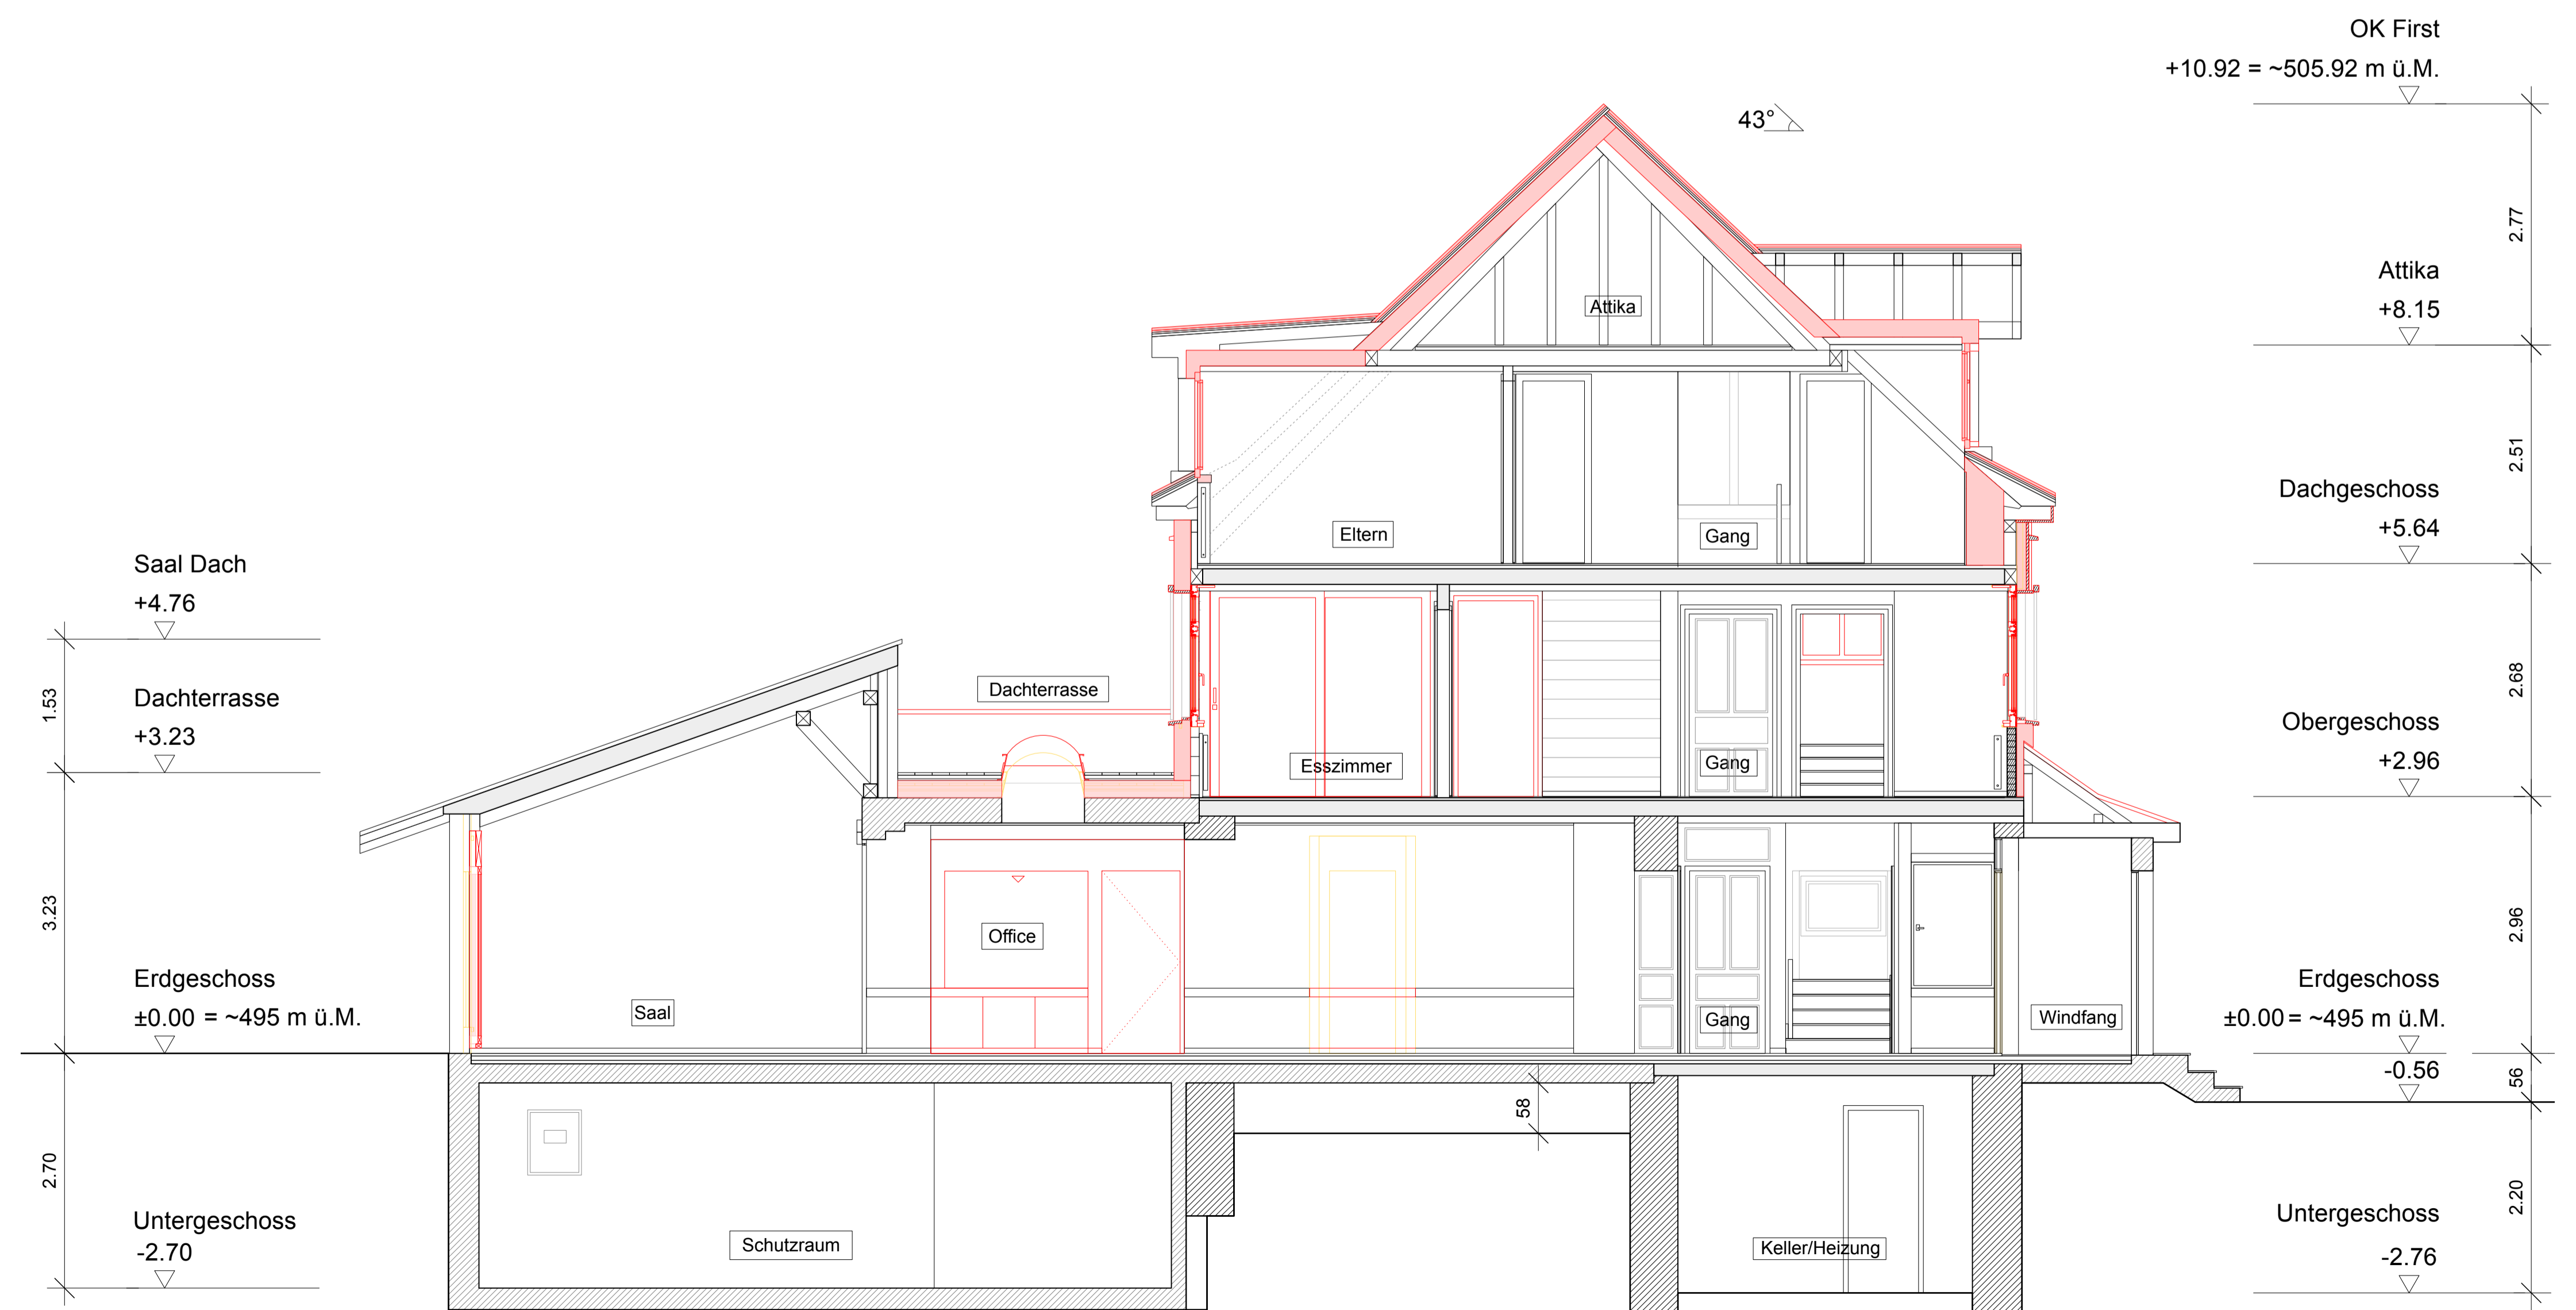 OK First
+10.92 = ~505.92 m ü.M.
43°
2.77
Attika
Attika
+8.15
2.51
Dachgeschoss
+5.64
Eltern
Gang
Saal Dach
+4.76
1.53
Dachterrasse
+3.23
Dachterrasse
2.68
Obergeschoss
+2.96
Esszimmer
Gang
3.23
Office
2.96
Erdgeschoss
±0.00 = ~495 m ü.M.
Saal
Gang
Windfang
Erdgeschoss
±0.00 = ~495 m ü.M.
-0.56
56
58
2.70
Untergeschoss
-2.70
Schutzraum
Keller/Heizung
2.20
Untergeschoss
-2.76